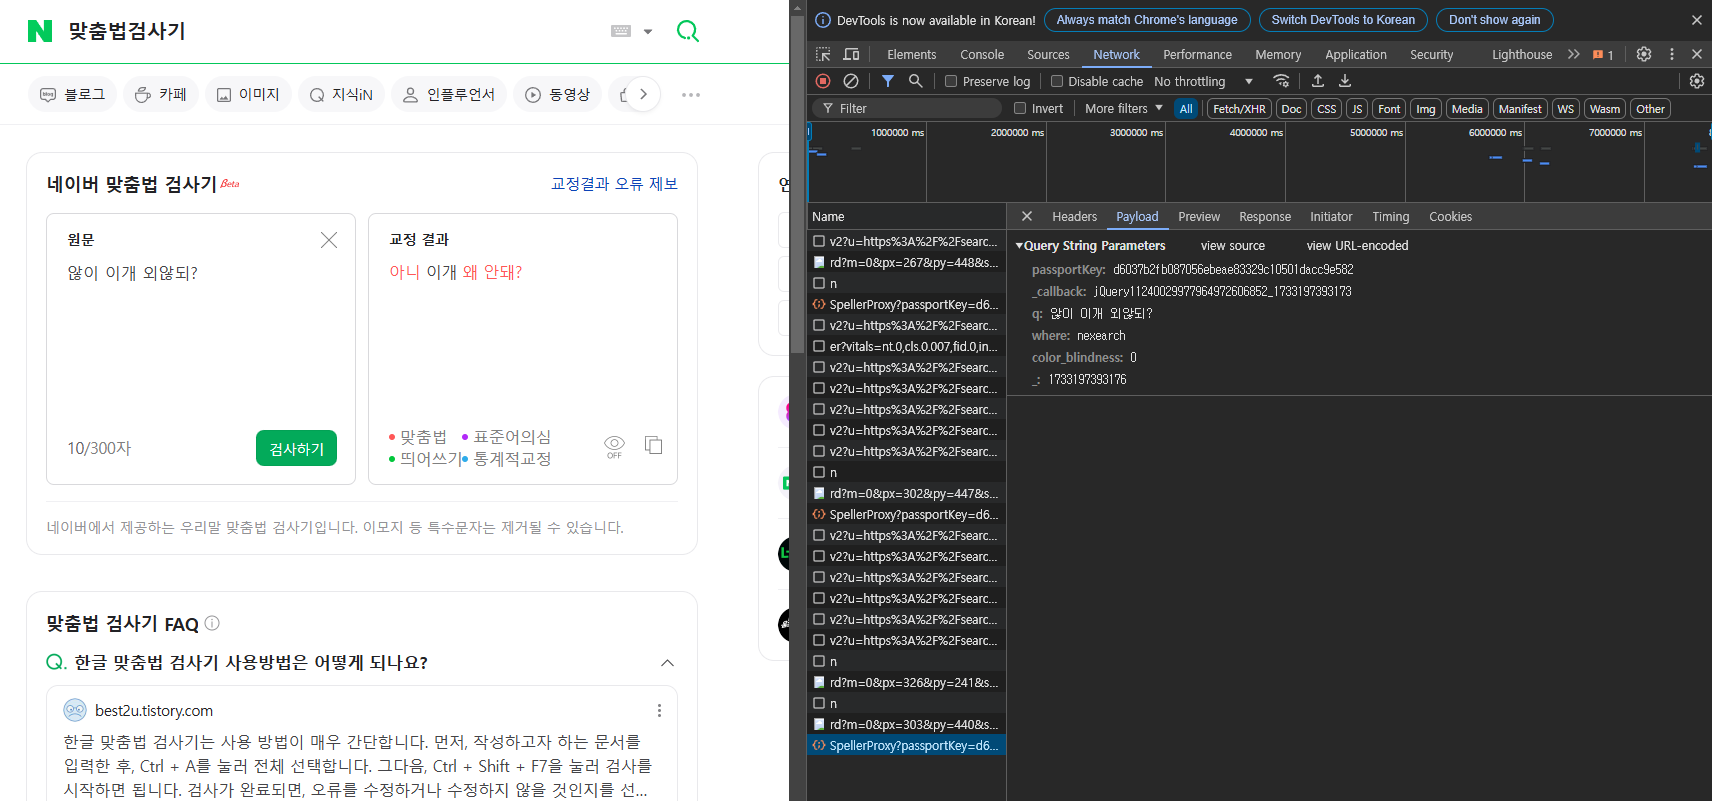 N 맞춤법검사기
블로그 카페 이미지 지식iN 인플루언서 동영상
네이버 맞춤법 검사기 Beta
교정결과 오류 제보
원문
않이 이개 외않되?
10/300자
검사하기
교정 결과
아니 이개 왜 안돼?
맞춤법 표준어의심
띄어쓰기 통계적교정
OFF
네이버에서 제공하는 우리말 맞춤법 검사기입니다. 이모지 등 특수문자는 제거될 수 있습니다.
맞춤법 검사기 FAQ
Q. 한글 맞춤법 검사기 사용방법은 어떻게 되나요?
best2u.tistory.com
한글 맞춤법 검사기는 사용 방법이 매우 간단합니다. 먼저, 작성하고자 하는 문서를
입력한 후, Ctrl + A를 눌러 전체 선택합니다. 그다음, Ctrl + Shift + F7을 눌러 검사를
시작하면 됩니다. 검사가 완료되면, 오류를 수정하거나 수정하지 않을 것인지를 선...
DevTools is now available in Korean! Always match Chrome's language Switch DevTools to Korean Don't show again
Elements Console Sources Network Performance Memory Application Security Lighthouse 1
Preserve log Disable cache No throttling
Filter Invert More filters All Fetch/XHR Doc CSS JS Font Img Media Manifest WS Wasm Other
1000000 ms 2000000 ms 3000000 ms 4000000 ms 5000000 ms 6000000 ms 7000000 ms
Name
v2?u=https%3A%2F%2Fsearc...
rd?m=0&px=267&py=448&s...
n
SpellerProxy?passportKey=d6...
v2?u=https%3A%2F%2Fsearc...
er?vitals=nt.0,cls.0.007,fid.0,in...
v2?u=https%3A%2F%2Fsearc...
v2?u=https%3A%2F%2Fsearc...
v2?u=https%3A%2F%2Fsearc...
v2?u=https%3A%2F%2Fsearc...
v2?u=https%3A%2F%2Fsearc...
n
rd?m=0&px=302&py=447&s...
SpellerProxy?passportKey=d6...
v2?u=https%3A%2F%2Fsearc...
v2?u=https%3A%2F%2Fsearc...
v2?u=https%3A%2F%2Fsearc...
v2?u=https%3A%2F%2Fsearc...
v2?u=https%3A%2F%2Fsearc...
v2?u=https%3A%2F%2Fsearc...
n
rd?m=0&px=326&py=241&s...
n
rd?m=0&px=303&py=440&s...
SpellerProxy?passportKey=d6...
Headers Payload Preview Response Initiator Timing Cookies
Query String Parameters view source view URL-encoded
passportKey: d6037b2fb087056ebeae83329c10501dacc9e582
_callback: jQuery11240029977964972606852_1733197393173
q: 않이 이개 외않되?
where: nexearch
color_blindness: 0
_: 1733197393176